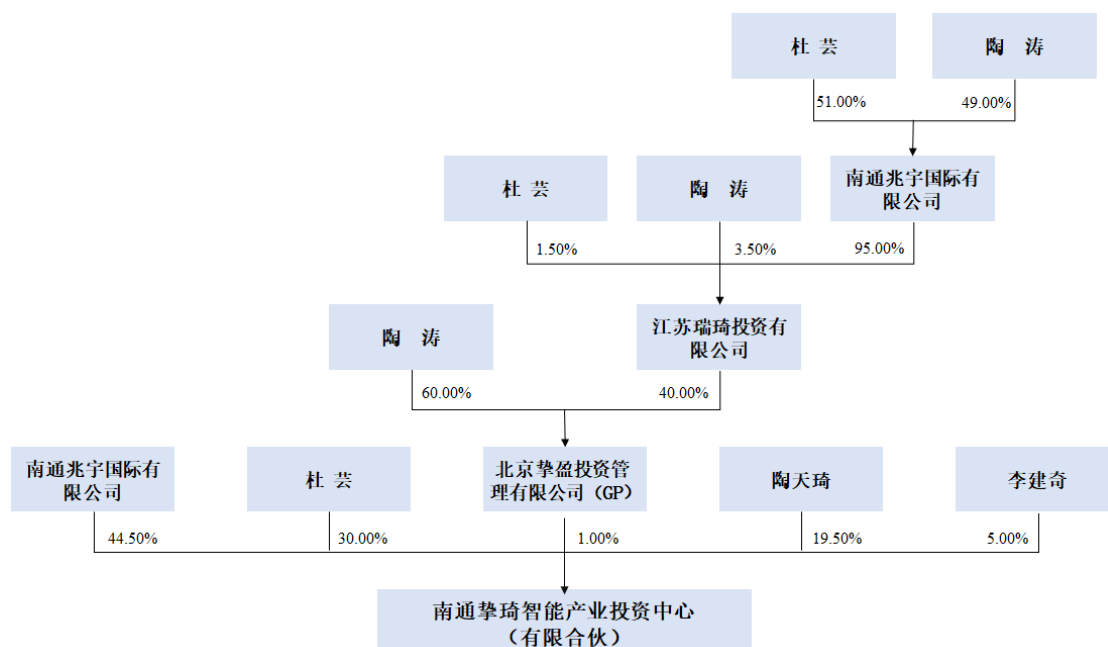 杜 芸
陶 涛
51.00%
49.00%
杜 芸
陶 涛
南通兆宇国际有
限公司
1.50%
3.50%
95.00%
陶 涛
江苏瑞琦投资有
限公司
60.00%
40.00%
南通兆宇国际有
限公司
杜 芸
北京挚盈投资管
理有限公司（GP）
陶天琦
李建奇
44.50%
30.00%
1.00%
19.50%
5.00%
南通挚琦智能产业投资中心
（有限合伙）